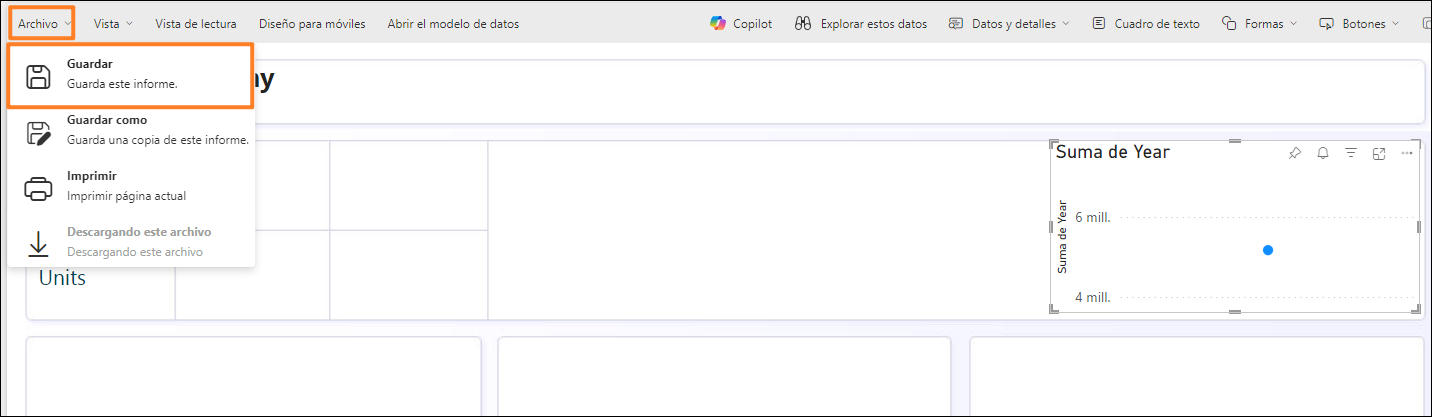 Archivo Vista Vista de lectura Diseño para móviles Abrir el modelo de datos Copilot Explorar estos datos Datos y detalles Cuadro de texto Formas Botones
Guardar
Guarda este informe.
Guardar como
Guarda una copia de este informe.
Imprimir
Imprimir página actual
Descargando este archivo
Descargando este archivo
Units
Suma de Year
Suma de Year
6 mill.
4 mill.